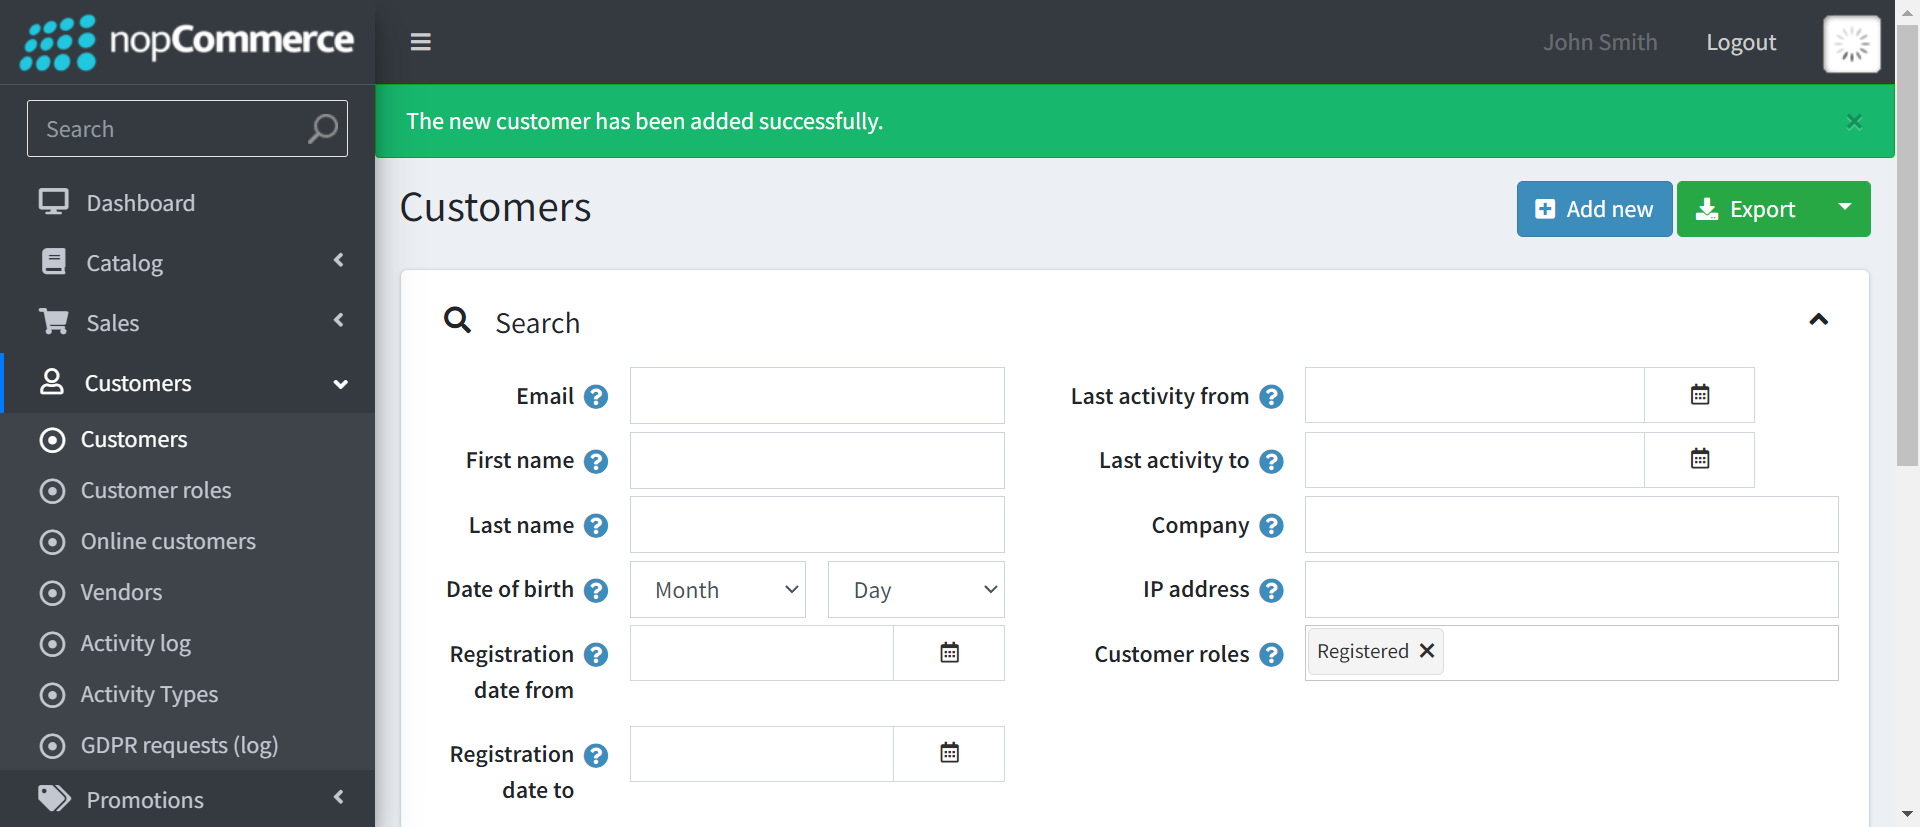 nopCommerce
John Smith
Logout
Search
The new customer has been added successfully.
Dashboard
Catalog
Sales
Customers
Customers
Customer roles
Online customers
Vendors
Activity log
Activity Types
GDPR requests (log)
Promotions
Customers
Add new
Export
Search
Email
First name
Last name
Date of birth
Month
Day
Registration
date from
Registration
date to
Last activity from
Last activity to
Company
IP address
Customer roles
Registered